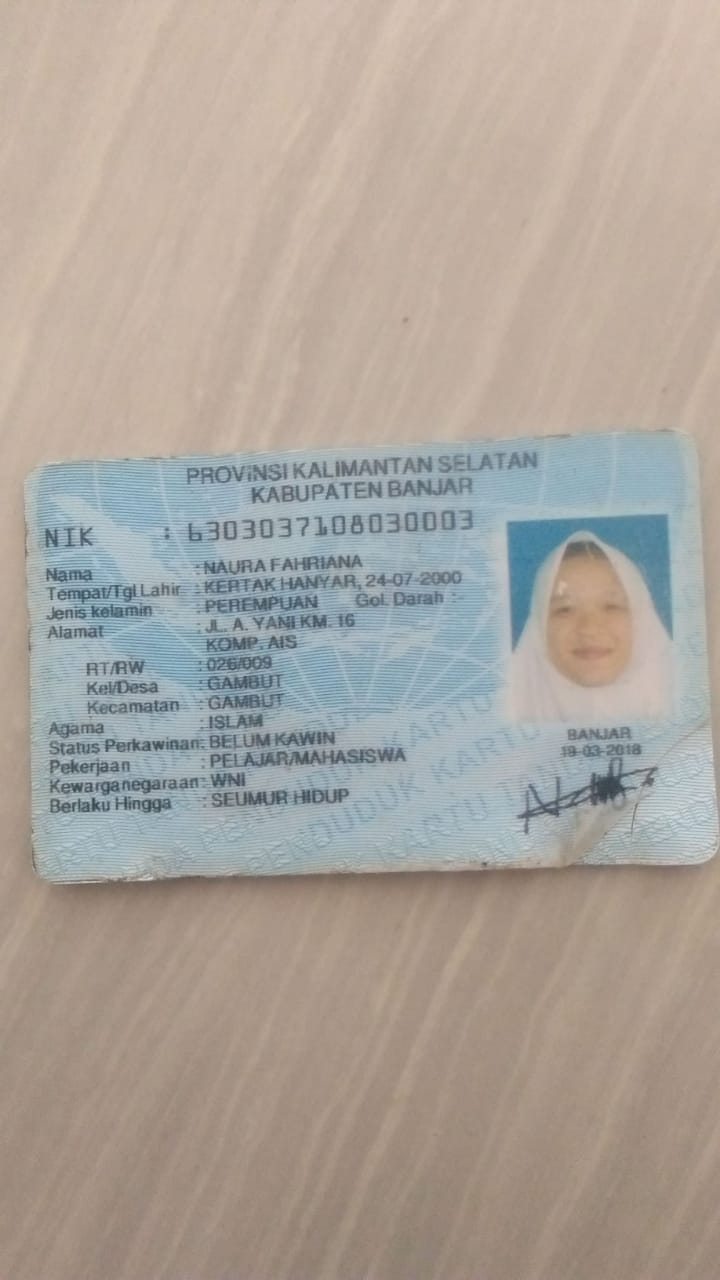 PROVINSI KALIMANTAN SELATAN
KABUPATEN BANJAR
NIK : 6303037108030003
Nama : NAURA FAHRIANA
Tempat/Tgl Lahir : KERTAK HANYAR, 24-07-2000
Jenis kelamin : PEREMPUAN Gol. Darah :-
Alamat : JL. A. YANI KM. 16
KOMP. AIS
RT/RW : 026/009
Kel/Desa : GAMBUT
Kecamatan : GAMBUT
Agama : ISLAM
Status Perkawinan: BELUM KAWIN
Pekerjaan : PELAJAR/MAHASISWA
Kewarganegaraan: WNI
Berlaku Hingga : SEUMUR HIDUP
BANJAR
19-03-2018